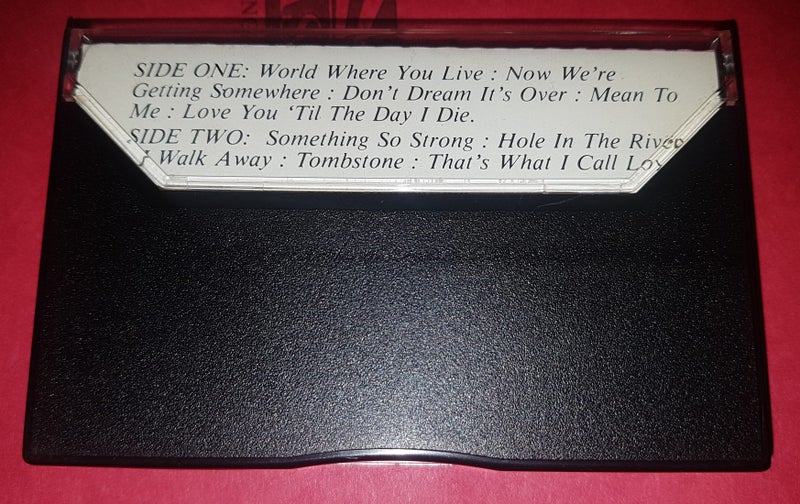 SIDE ONE: World Where You Live : Now We're
Getting Somewhere : Don't Dream It's Over : Mean To
Me : Love You 'Til The Day I Die.
SIDE TWO: Something So Strong : Hole In The River
I Walk Away : Tombstone : That's What I Call Lov